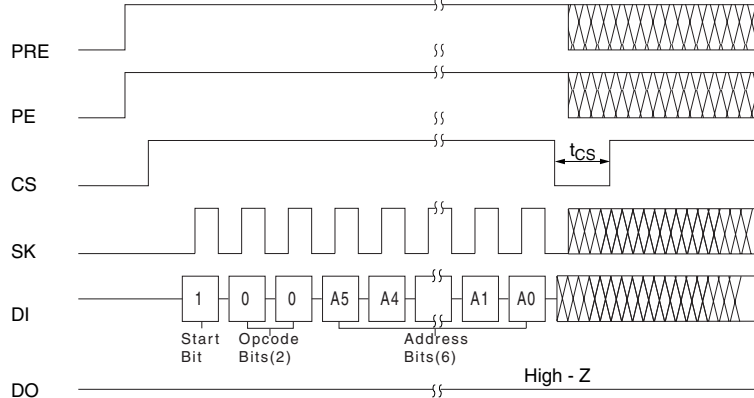 PRE
PE
CS
tCS
SK
DI
1 0 0 A5 A4 A1 A0
Start Bit
Opcode Bits(2)
Address Bits(6)
DO
High - Z